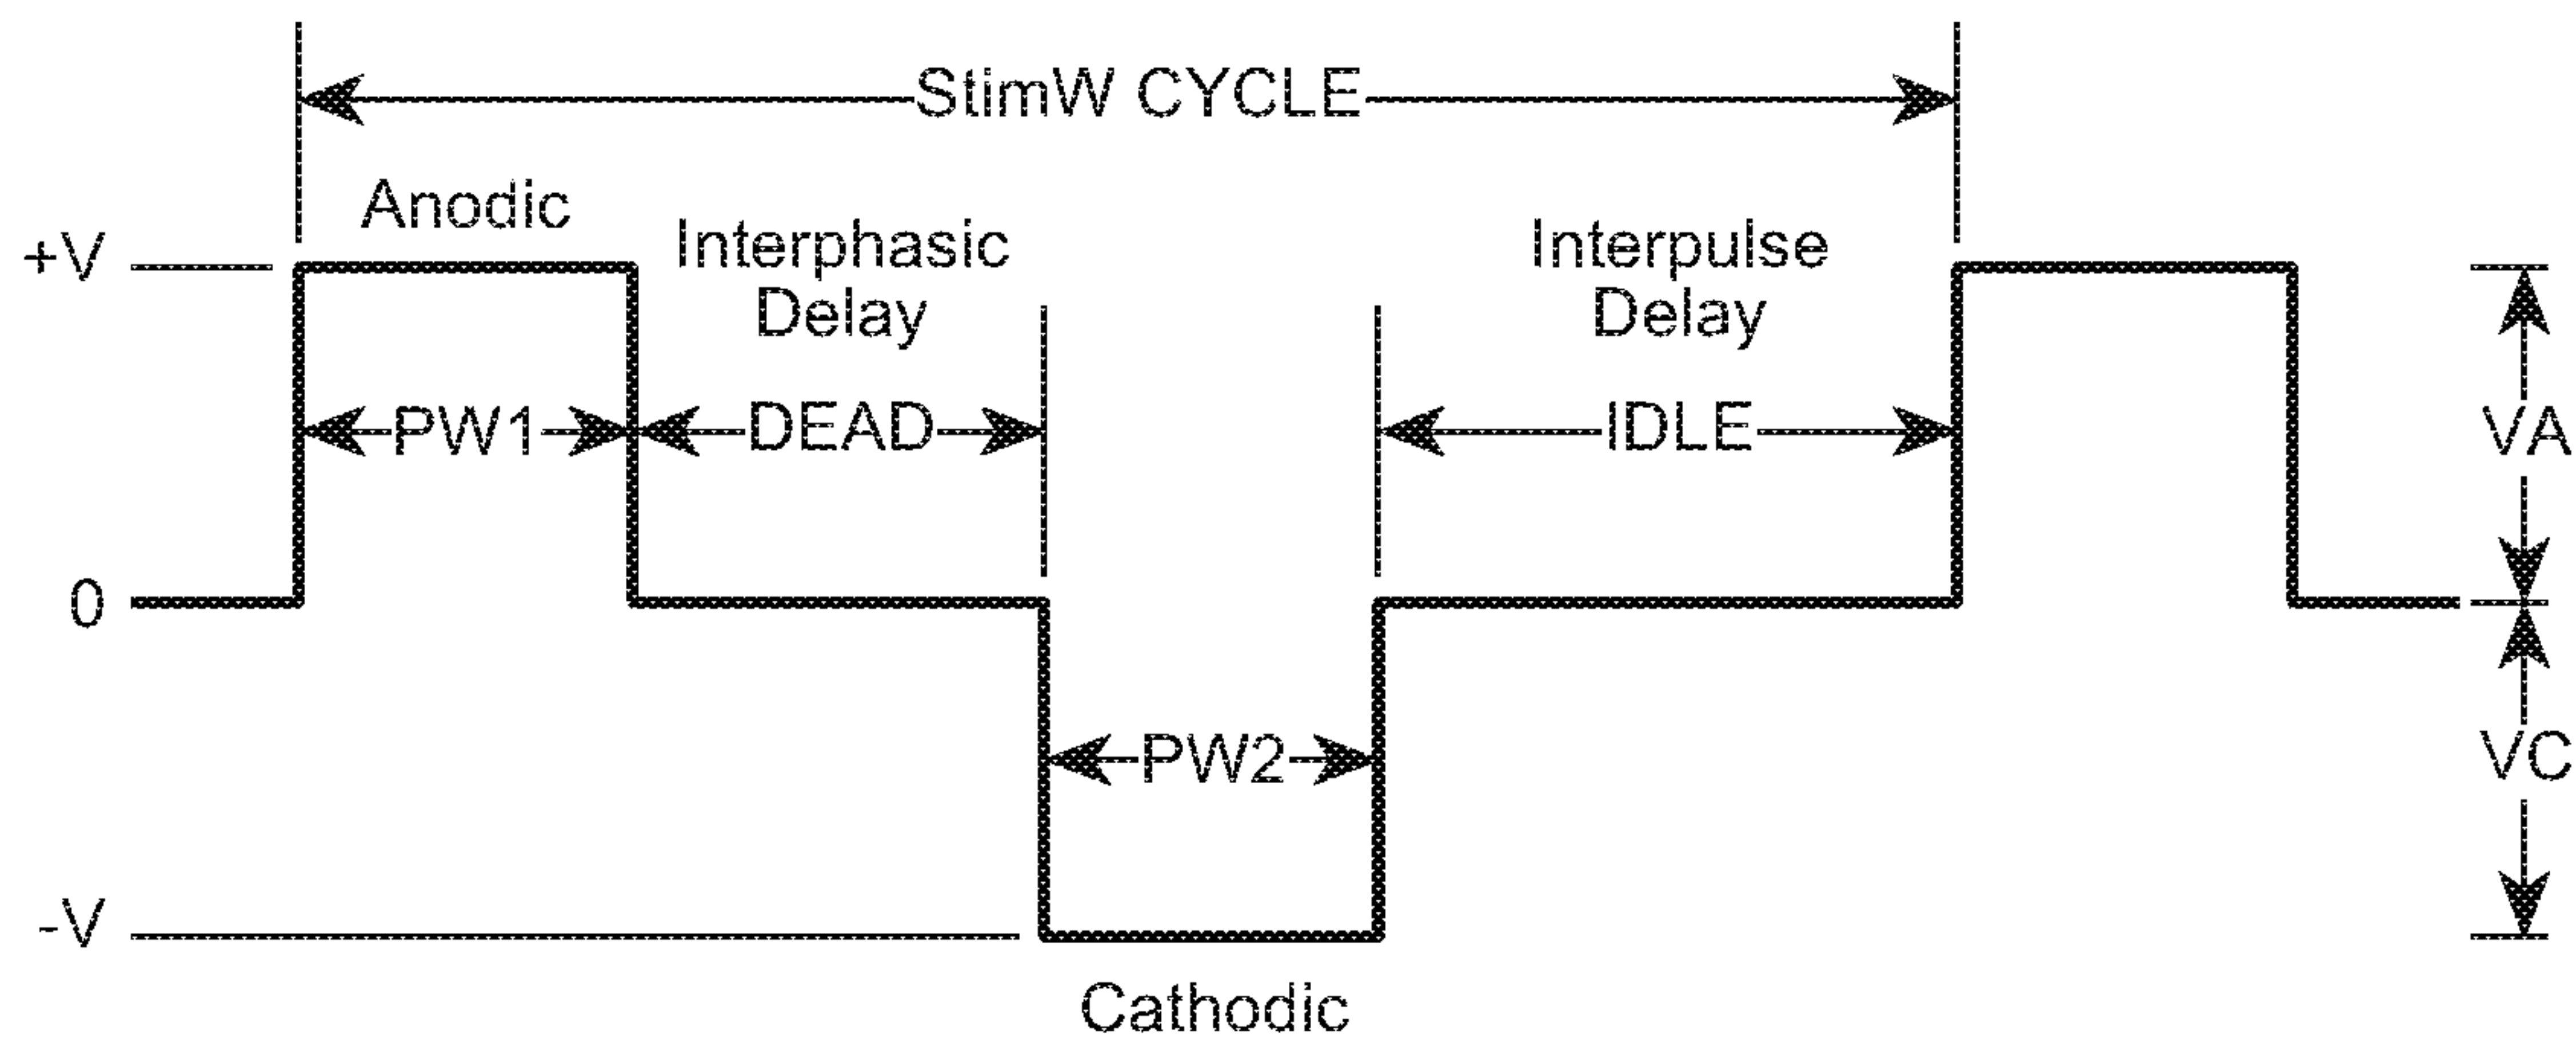 StimW CYCLE
Anodic
+V
Interphasic
Delay
Interpulse
Delay
PW1
DEAD
IDLE
VA
0
PW2
VC
-V
Cathodic